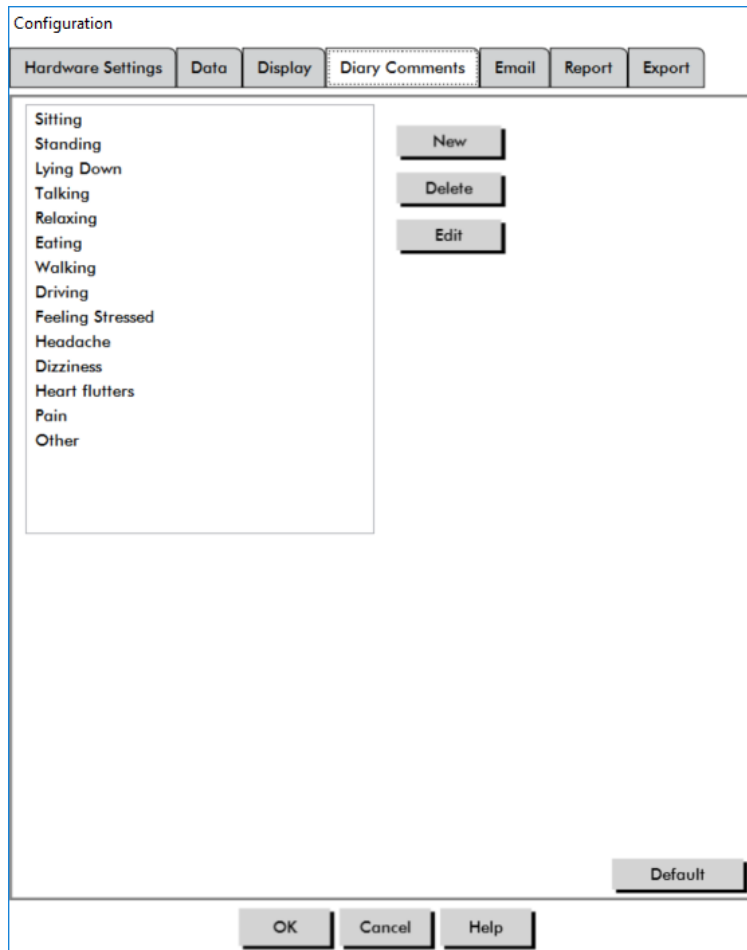 Configuration
Hardware Settings Data Display Diary Comments Email Report Export
Sitting
Standing
Lying Down
Talking
Relaxing
Eating
Walking
Driving
Feeling Stressed
Headache
Dizziness
Heart flutters
Pain
Other
New
Delete
Edit
Default
OK Cancel Help